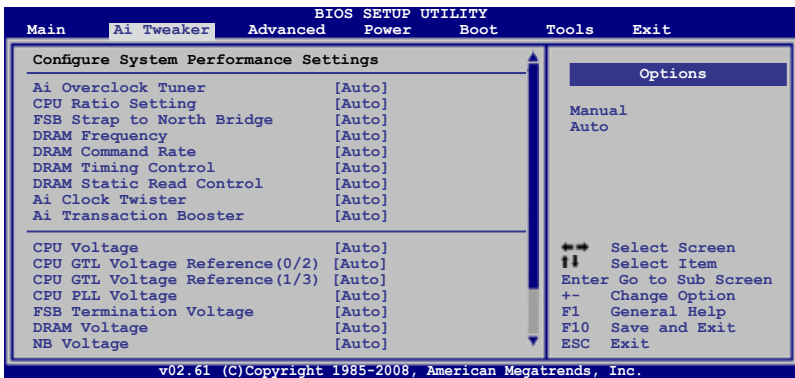 BIOS SETUP UTILITY
Main Ai Tweaker Advanced Power Boot Tools Exit
Configure System Performance Settings
Ai Overclock Tuner [Auto]
CPU Ratio Setting [Auto]
FSB Strap to North Bridge [Auto]
DRAM Frequency [Auto]
DRAM Command Rate [Auto]
DRAM Timing Control [Auto]
DRAM Static Read Control [Auto]
Ai Clock Twister [Auto]
Ai Transaction Booster [Auto]
CPU Voltage [Auto]
CPU GTL Voltage Reference(0/2) [Auto]
CPU GTL Voltage Reference(1/3) [Auto]
CPU PLL Voltage [Auto]
FSB Termination Voltage [Auto]
DRAM Voltage [Auto]
NB Voltage [Auto]
Options
Manual
Auto
Select Screen
Select Item
Enter Go to Sub Screen
+- Change Option
F1 General Help
F10 Save and Exit
ESC Exit
v02.61 (C)Copyright 1985-2008, American Megatrends, Inc.